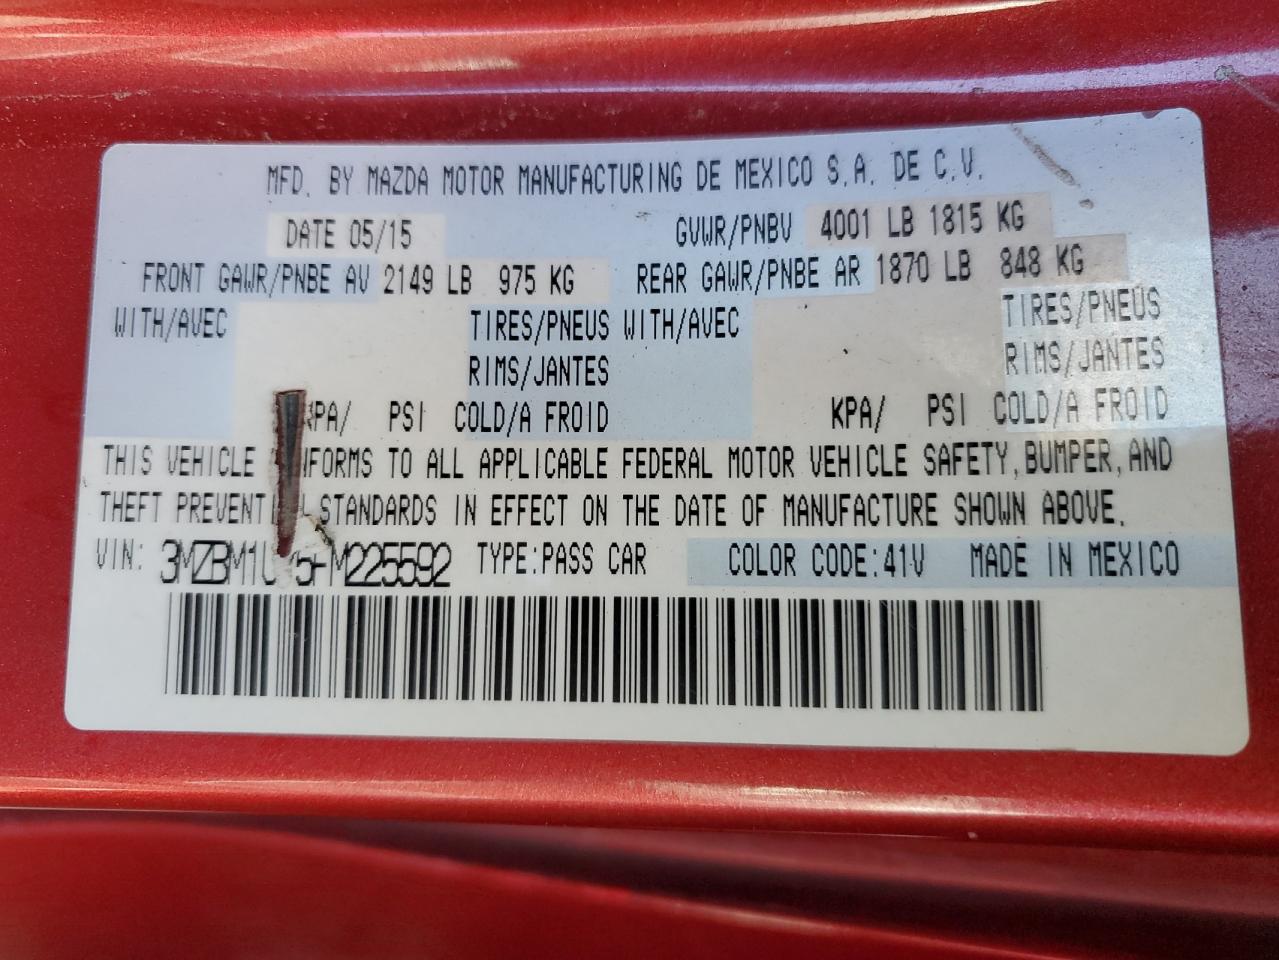 MFD. BY MAZDA MOTOR MANUFACTURING DE MEXICO S.A. DE C.V.
DATE 05/15 GVWR/PNBV 4001 LB 1815 KG
FRONT GAWR/PNBE AV 2149 LB 975 KG REAR GAWR/PNBE AR 1870 LB 848 KG
WITH/AVEC TIRES/PNEUS WITH/AVEC TIRES/PNEUS
RIMS/JANTES RIMS/JANTES
KPA/ PSI COLD/A FROID KPA/ PSI COLD/A FROID
THIS VEHICLE CONFORMS TO ALL APPLICABLE FEDERAL MOTOR VEHICLE SAFETY, BUMPER, AND
THEFT PREVENTION STANDARDS IN EFFECT ON THE DATE OF MANUFACTURE SHOWN ABOVE.
VIN: TYPE:PASS CAR COLOR CODE:41V MADE IN MEXICO